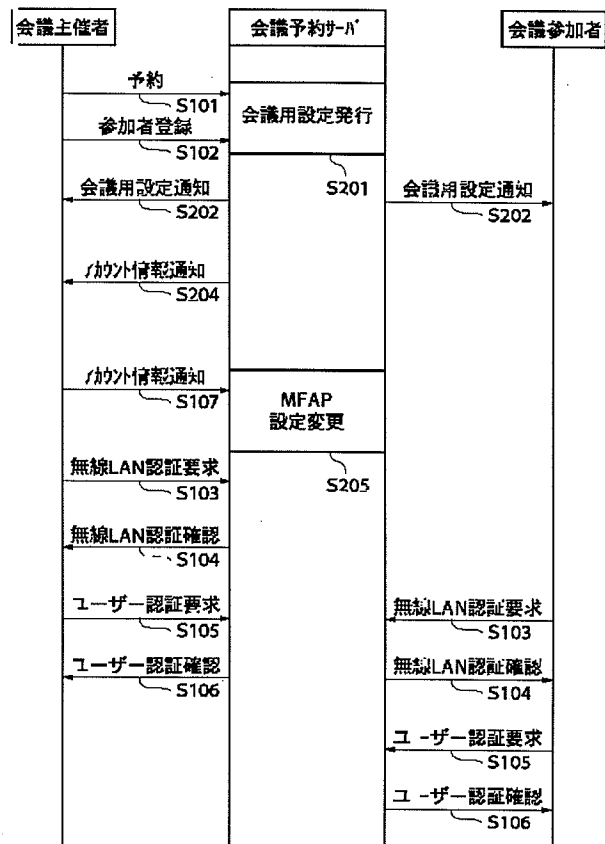 会議主催者
会議予約サーバ
会議参加者
予約
S101
会議用設定発行
参加者登録
S102
S201
会議用設定通知
S202
会議用設定通知
S202
アカウント情報通知
S204
アカウント情報通知
S107
MFAP
設定変更
S205
無線LAN認証要求
S103
無線LAN認証確認
S104
ユーザー認証要求
S105
無線LAN認証要求
S103
ユーザー認証確認
S106
無線LAN認証確認
S104
ユーザー認証要求
S105
ユーザー認証確認
S106